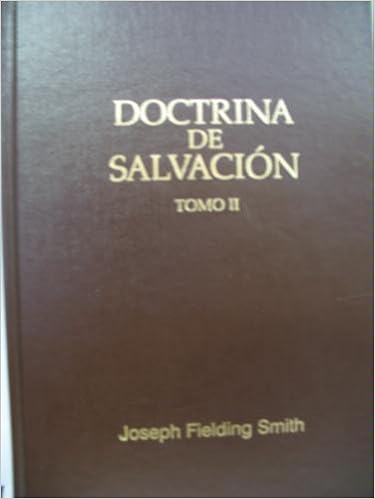 DOCTRINA
DE
SALVACIÓN
TOMO II
Joseph Fielding Smith